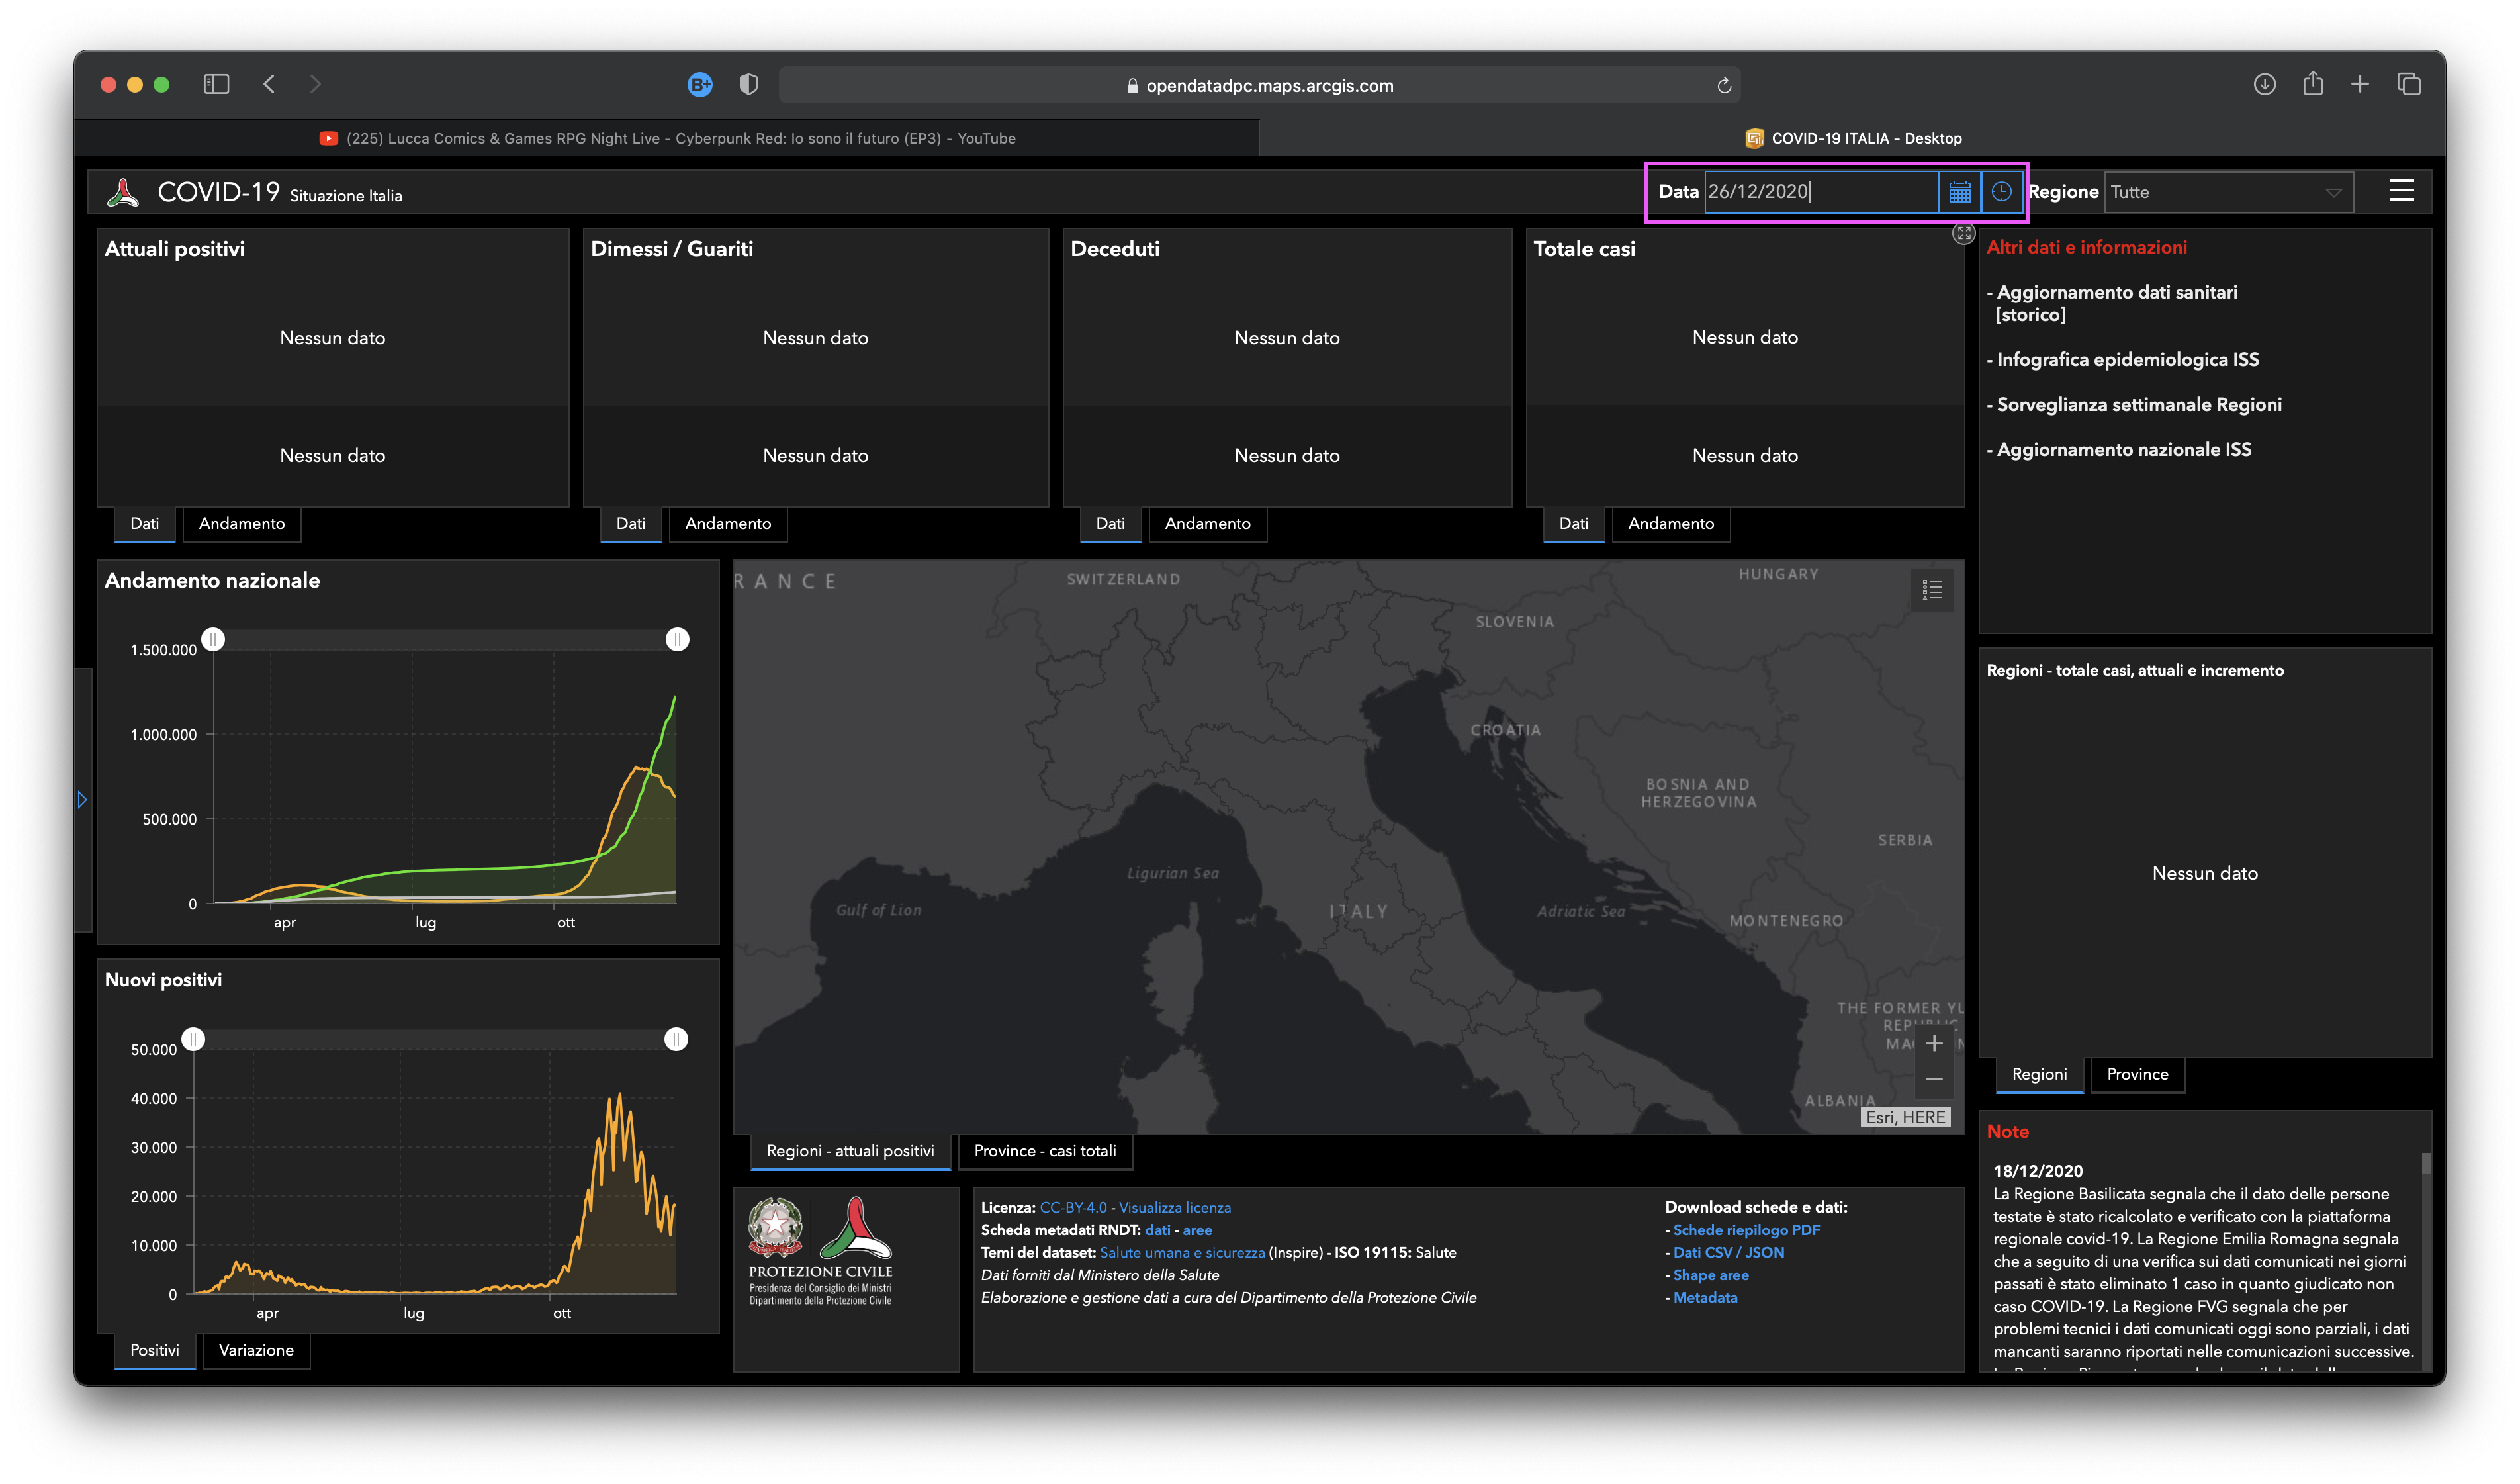 opendatadpc.maps.arcgis.com
(225) Lucca Comics & Games RPG Night Live - Cyberpunk Red: Io sono il futuro (EP3) - YouTube
COVID-19 ITALIA - Desktop
COVID-19 Situazione Italia
Data 26/12/2020
Regione Tutte
Attuali positivi
Nessun dato
Nessun dato
Dati Andamento
Dimessi / Guariti
Nessun dato
Nessun dato
Dati Andamento
Deceduti
Nessun dato
Nessun dato
Dati Andamento
Totale casi
Nessun dato
Nessun dato
Dati Andamento
Altri dati e informazioni
- Aggiornamento dati sanitari
[storico]
- Infografica epidemiologica ISS
- Sorveglianza settimanale Regioni
- Aggiornamento nazionale ISS
Andamento nazionale
1.500.000
1.000.000
500.000
0
apr lug ott
Nuovi positivi
50.000
40.000
30.000
20.000
10.000
0
apr lug ott
Positivi Variazione
RANCE
SWITZERLAND
HUNGARY
SLOVENIA
CROATIA
BOSNIA AND
HERZEGOVINA
SERBIA
Ligurian Sea
Gulf of Lion
ITALY
Adriatic Sea
MONTENEGRO
THE FORMER YU
ALBANIA
Esri, HERE
Regioni - attuali positivi Province - casi totali
Regioni - totale casi, attuali e incremento
Nessun dato
Regioni Province
PROTEZIONE CIVILE
Presidenza del Consiglio dei Ministri
Dipartimento della Protezione Civile
Licenza: CC-BY-4.0 - Visualizza licenza
Scheda metadati RNDT: dati - aree
Temi del dataset: Salute umana e sicurezza (Inspire) - ISO 19115: Salute
Dati forniti dal Ministero della Salute
Elaborazione e gestione dati a cura del Dipartimento della Protezione Civile
Download schede e dati:
- Schede riepilogo PDF
- Dati CSV / JSON
- Shape aree
- Metadata
Note
18/12/2020
La Regione Basilicata segnala che il dato delle persone
testate è stato ricalcolato e verificato con la piattaforma
regionale covid-19. La Regione Emilia Romagna segnala
che a seguito di una verifica sui dati comunicati nei giorni
passati è stato eliminato 1 caso in quanto giudicato non
caso COVID-19. La Regione FVG segnala che per
problemi tecnici i dati comunicati oggi sono parziali, i dati
mancanti saranno riportati nelle comunicazioni successive.